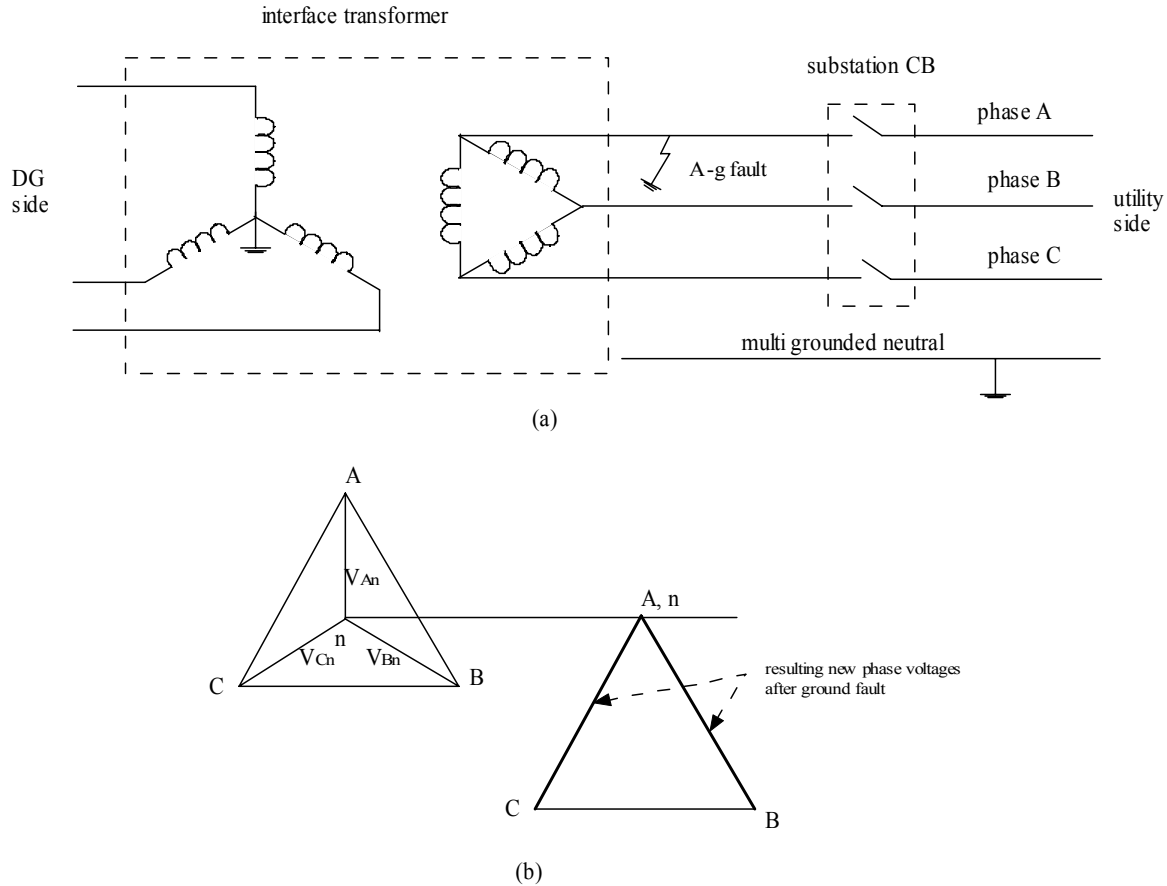 interface transformer
substation CB
phase A
DG
side
A-g fault
phase B
utility
side
phase C
multi grounded neutral
(a)
A
VAn
A, n
n
VCn
VBn
C
B
resulting new phase voltages
after ground fault
C
B
(b)